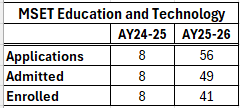 MSET Education and Technology
AY24-25 AY25-26
Applications 8 56
Admitted 8 49
Enrolled 8 41